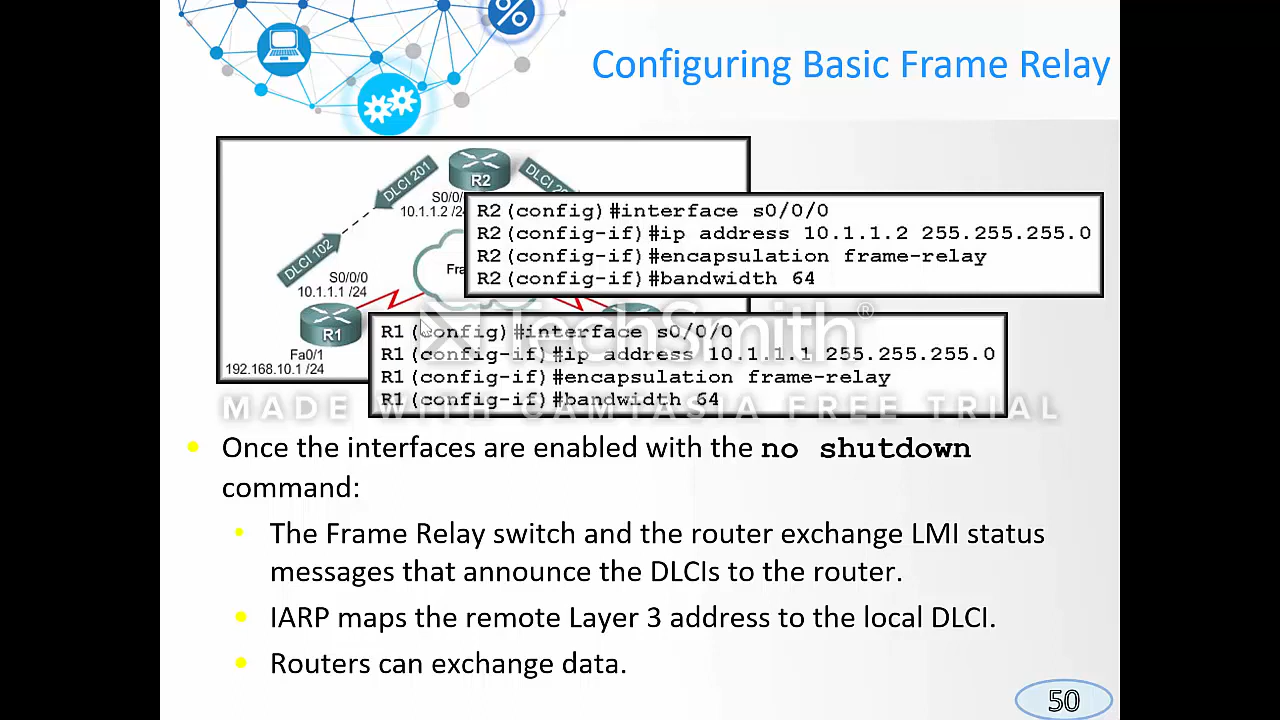 %
Configuring Basic Frame Relay
DLCI 201
R2
S0/0/
10.1.1.2 /24
DLCI 102
S0/0/0
10.1.1.1 /24
R1
Fa0/1
192.168.10.1 /24
R2(config)#interface s0/0/0
R2(config-if)#ip address 10.1.1.2 255.255.255.0
R2(config-if)#encapsulation frame-relay
R2(config-if)#bandwidth 64
R1(config)#interface s0/0/0
R1(config-if)#ip address 10.1.1.1 255.255.255.0
R1(config-if)#encapsulation frame-relay
R1(config-if)#bandwidth 64
TechSmith®
MADE WITH CAMTASIA FREE TRIAL
• Once the interfaces are enabled with the no shutdown
command:
• The Frame Relay switch and the router exchange LMI status
messages that announce the DLCIs to the router.
• IARP maps the remote Layer 3 address to the local DLCI.
• Routers can exchange data.
50